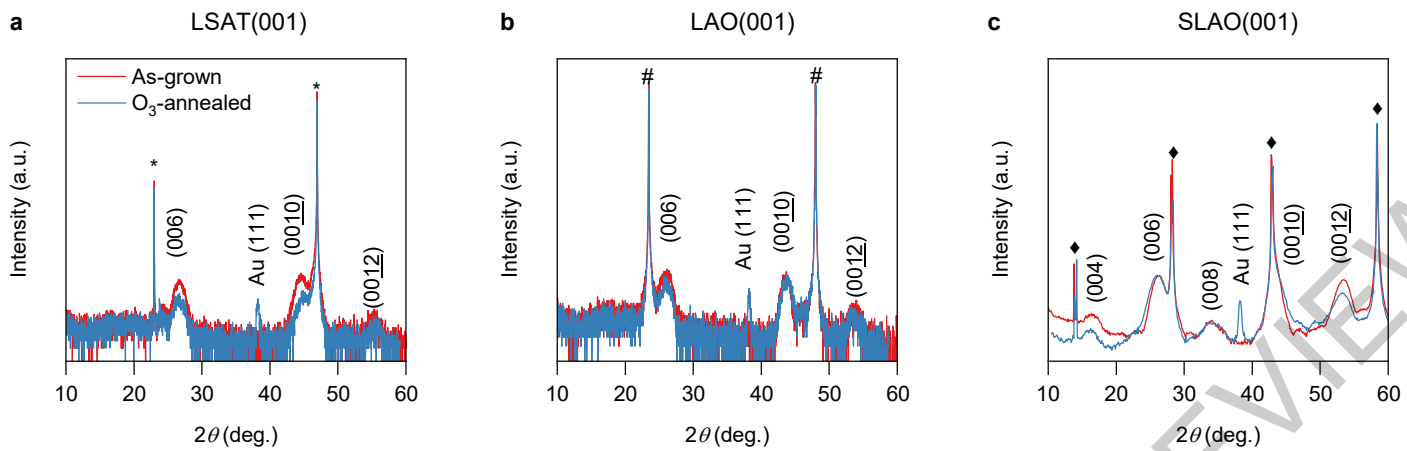 a LSAT(001)
As-grown
O₃-annealed
*
*
(006)
Au (111)
(0010)
(0012)
Intensity (a.u.)
10 20 30 40 50 60
2θ (deg.)
b LAO(001)
#
#
(006)
Au (111)
(0010)
(0012)
Intensity (a.u.)
10 20 30 40 50 60
2θ (deg.)
c SLAO(001)
♦
♦
♦
♦
(004)
(006)
(008)
Au (111)
(0010)
(0012)
Intensity (a.u.)
10 20 30 40 50 60
2θ (deg.)